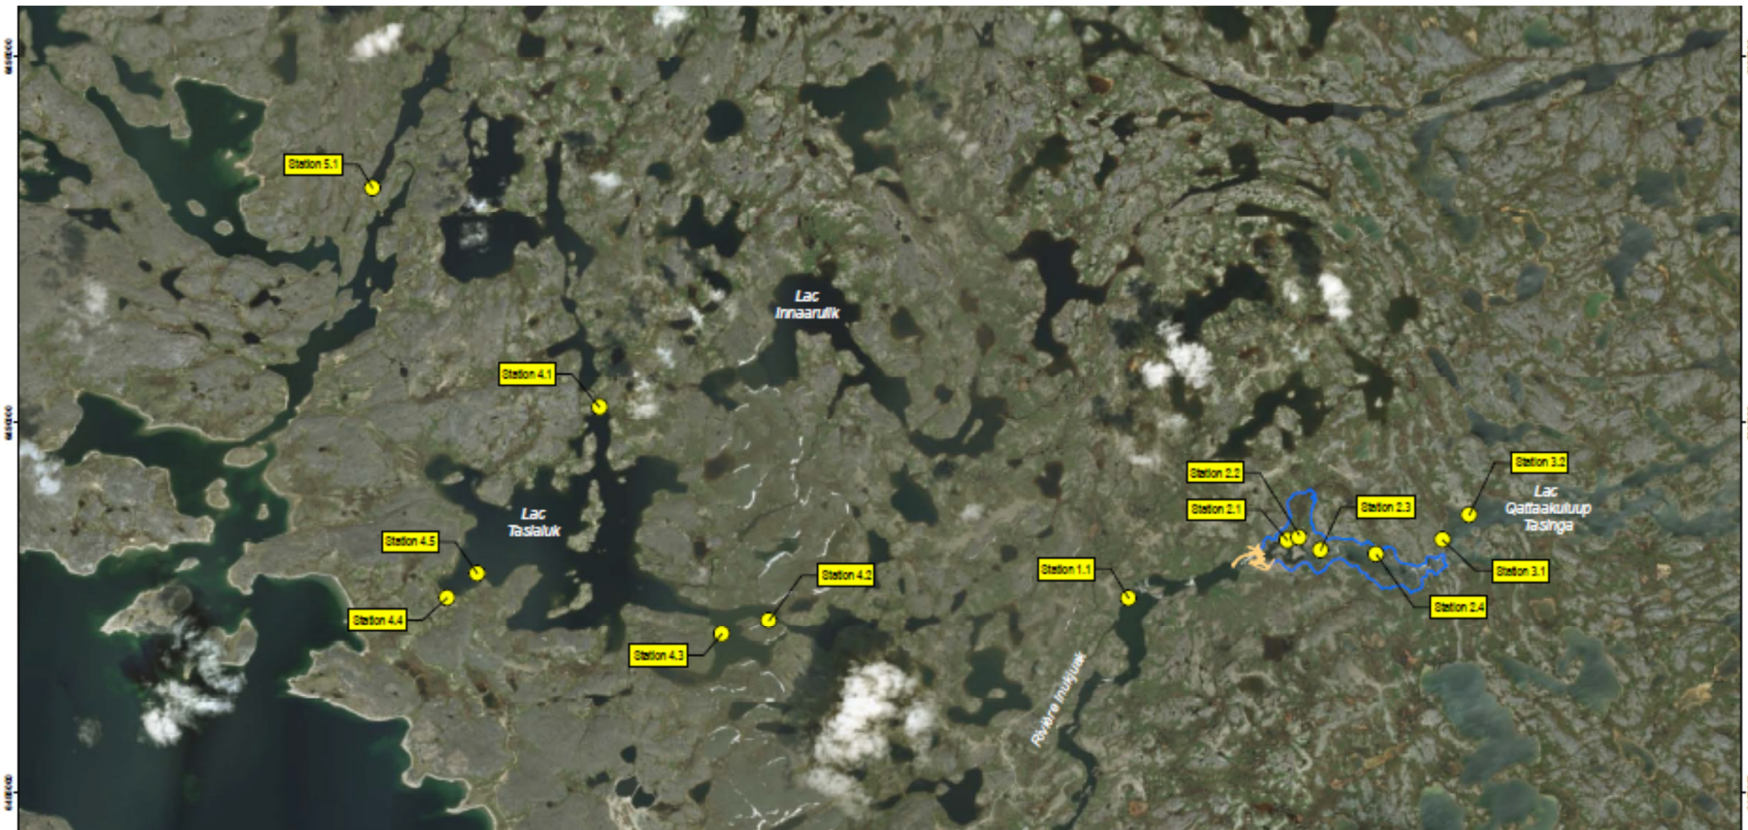 Station 5.1
Lac
Innaarulik
Station 4.1
Station 3.2
Station 2.2
Lac
Qattaakuluup
Tasinga
Station 2.3
Station 2.1
Lac
Tasialuk
Station 4.5
Station 1.1
Station 3.1
Station 4.2
Station 2.4
Station 4.4
Station 4.3
Rivière Inukjuak